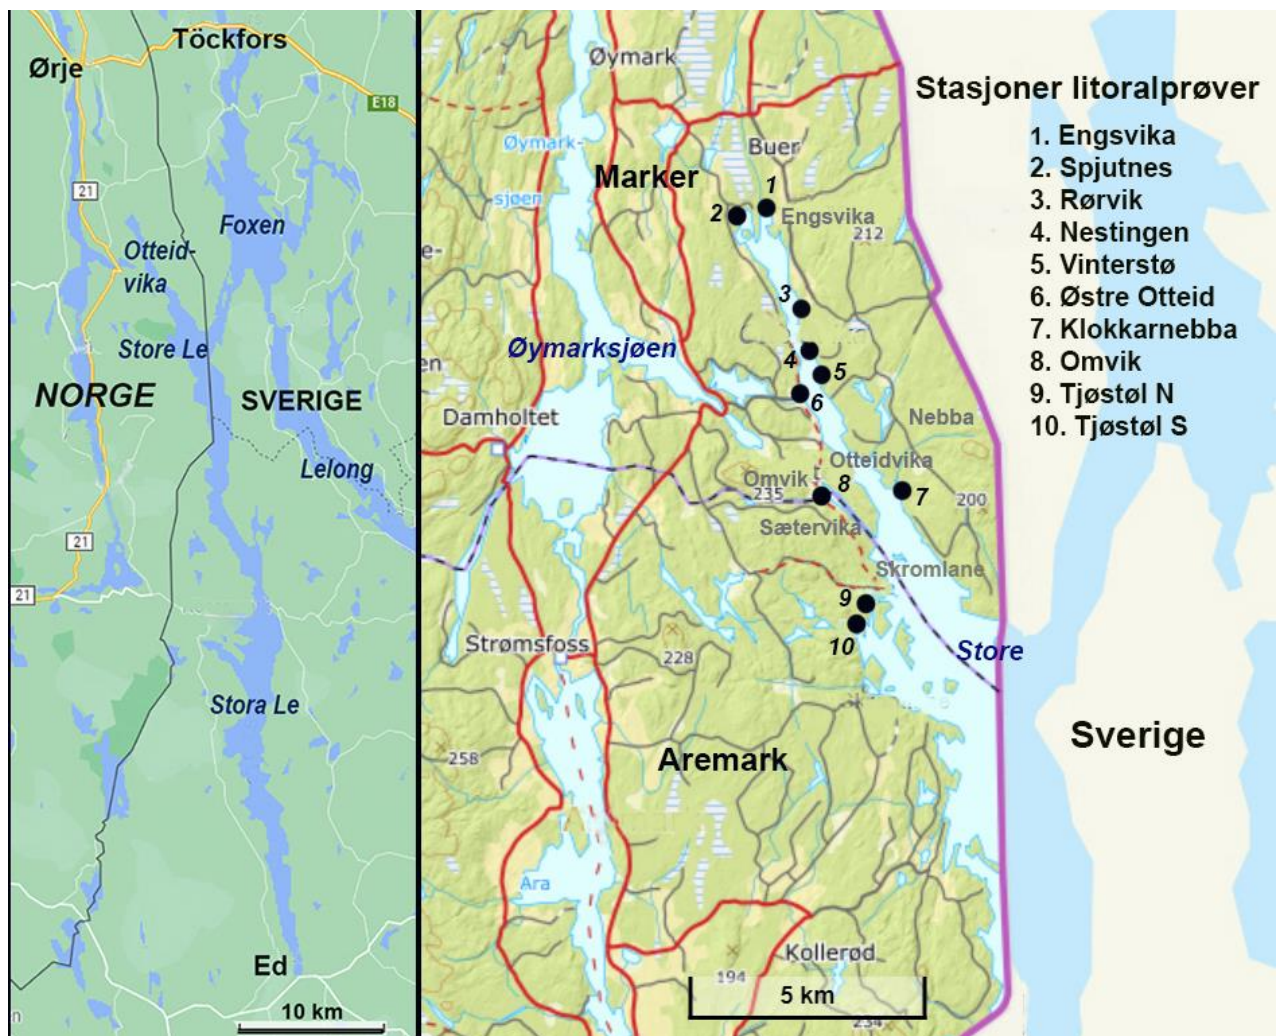 Töckfors
Ørje
E18
21
Foxen
Otteid-
vika
Store Le
NORGE
SVERIGE
Lelong
21
21
Stora Le
Ed
10 km
Øymark
Øymark-
sjøen
Marker
Buer
1
2
Engsvika
212
3
Øymarksjøen
4
5
6
Damholtet
Nebba
Otteidvika
Omvik
8
235
7
200
Sætervika
Skromlane
9
10
Strømsfoss
228
Store
258
Aremark
Ara
Kollerød
194
5 km
234
Stasjoner litoralprøver
1. Engsvika
2. Spjutnes
3. Rørvik
4. Nestingen
5. Vinterstø
6. Østre Otteid
7. Klokkarnebba
8. Omvik
9. Tjøstøl N
10. Tjøstøl S
Sverige